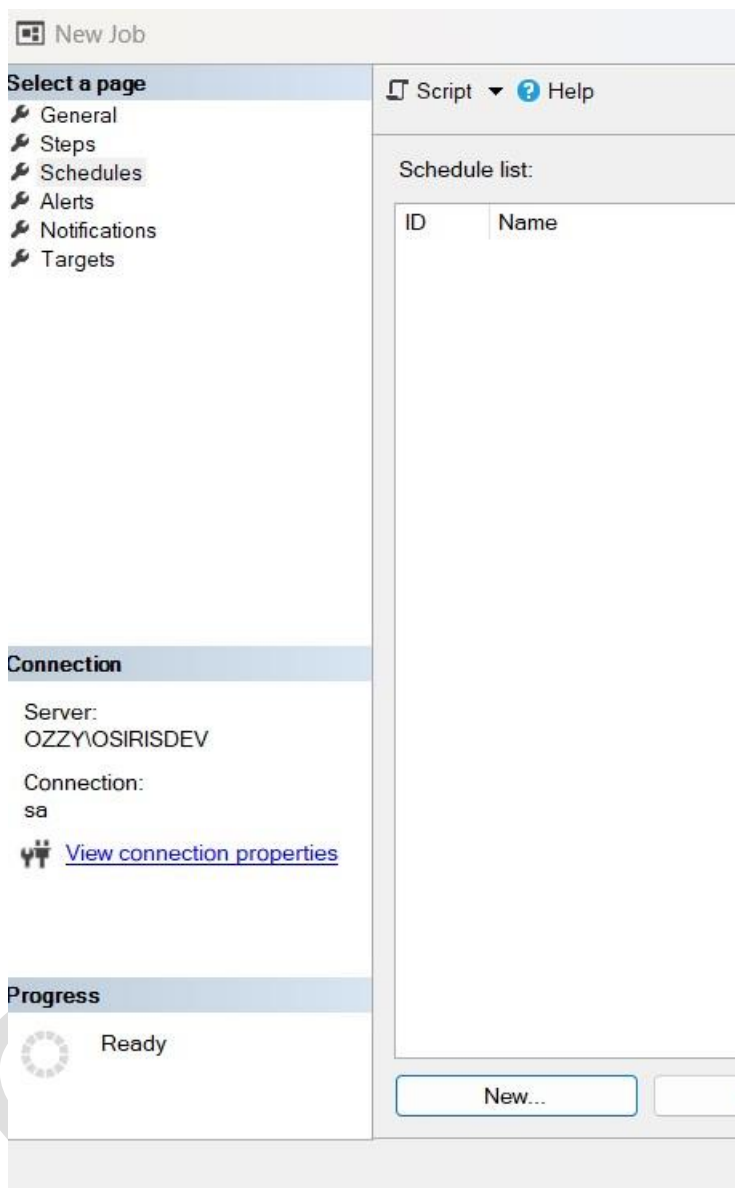 New Job
Select a page
General
Steps
Schedules
Alerts
Notifications
Targets
Script Help
Schedule list:
ID Name
Connection
Server:
OZZY\OSIRISDEV
Connection:
sa
View connection properties
Progress
Ready
New...